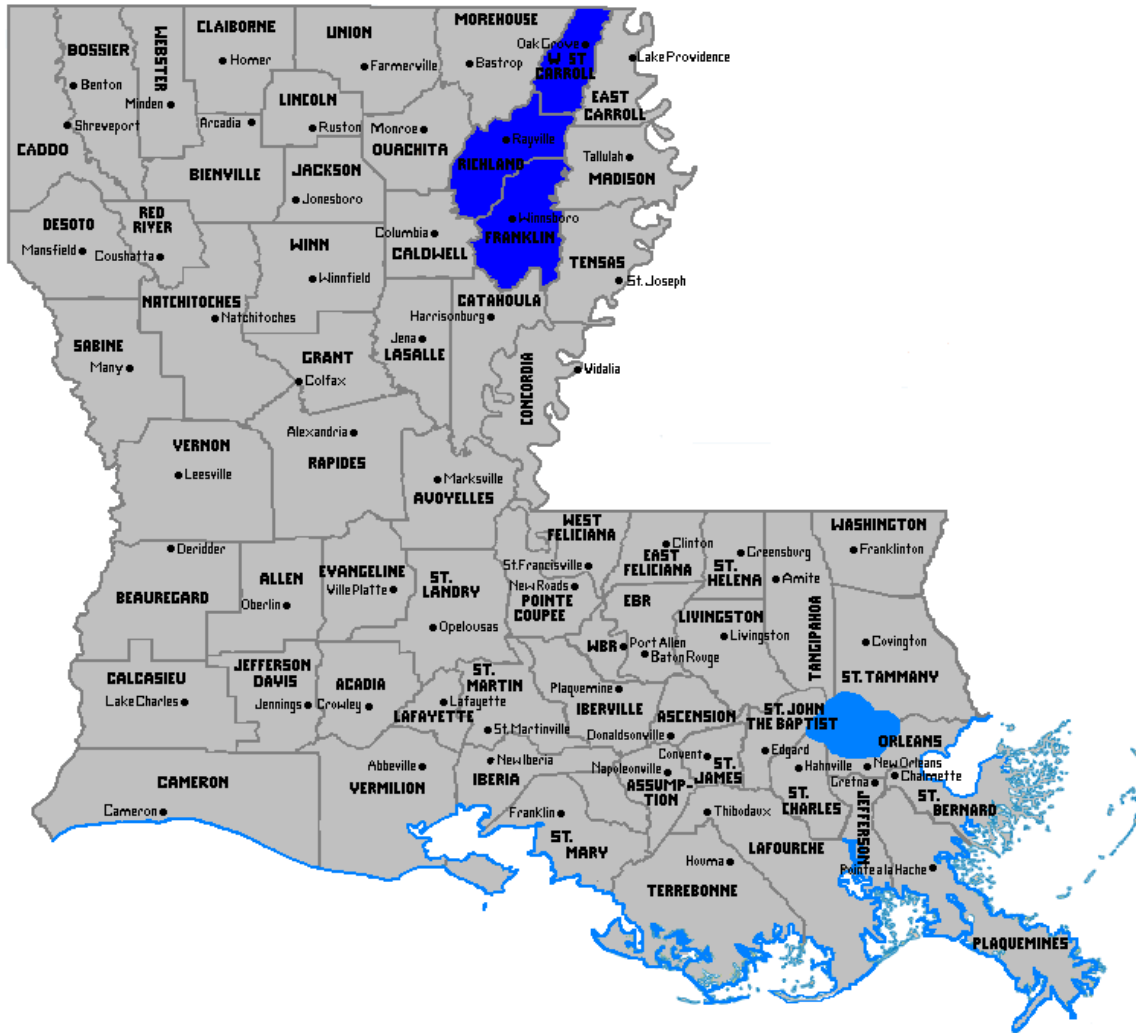 MOREHOUSE
CLAIBORNE
UNION
BOSSIER
WEBSTER
Oak Grove
Homer
Farmerville
Bastrop
W ST
CARROLL
Lake Providence
Benton
EAST
CARROLL
Minden
LINCOLN
Shreveport
Arcadia
Ruston
Monroe
Rayville
CADDO
OUACHITA
Tallulah
BIENVILLE
JACKSON
RICHLAND
MADISON
Jonesboro
DESOTO
RED
RIVER
Winnsboro
Columbia
FRANKLIN
Mansfield
Coushatta
WINN
CALDWELL
TENSAS
Winnfield
St. Joseph
NATCHITOCHES
CATAHOULA
Natchitoches
Harrisonburg
SABINE
Jena
GRANT
LASALLE
Many
Colfax
CONCORDIA
Vidalia
Alexandria
VERNON
RAPIDES
Leesville
Marksville
AVOYELLES
WEST
FELICIANA
WASHINGTON
Deridder
Clinton
Greensburg
Franklinton
EAST
FELICIANA
ST.
HELENA
EVANGELINE
ST.
LANDRY
St. Francisville
ALLEN
Amite
Ville Platte
New Roads
BEAUREGARD
Oberlin
POINTE
COUPEE
EBR
LIVINGSTON
TANGIPAHOA
Opelousas
Livingston
Covington
WBR
Port Allen
Baton Rouge
JEFFERSON
DAVIS
ST.
MARTIN
CALCASIEU
ST. TAMMANY
ACADIA
Plaquemine
Lake Charles
Jennings
Crowley
Lafayette
IBERVILLE
ST. JOHN
THE BAPTIST
LAFAYETTE
ASCENSION
St. Martinville
Donaldsonville
ORLEANS
Edgard
Convent
New Iberia
Abbeville
Hahnville
New Orleans
Napoleonville
ST.
JAMES
Chalmette
CAMERON
VERMILION
IBERIA
ASSUMP-
TION
Gretna
ST.
CHARLES
JEFFERSON
ST.
BERNARD
Cameron
Franklin
Thibodaux
ST.
MARY
LAFOURCHE
Houma
Pointe a la Hache
TERREBONNE
PLAQUEMINES